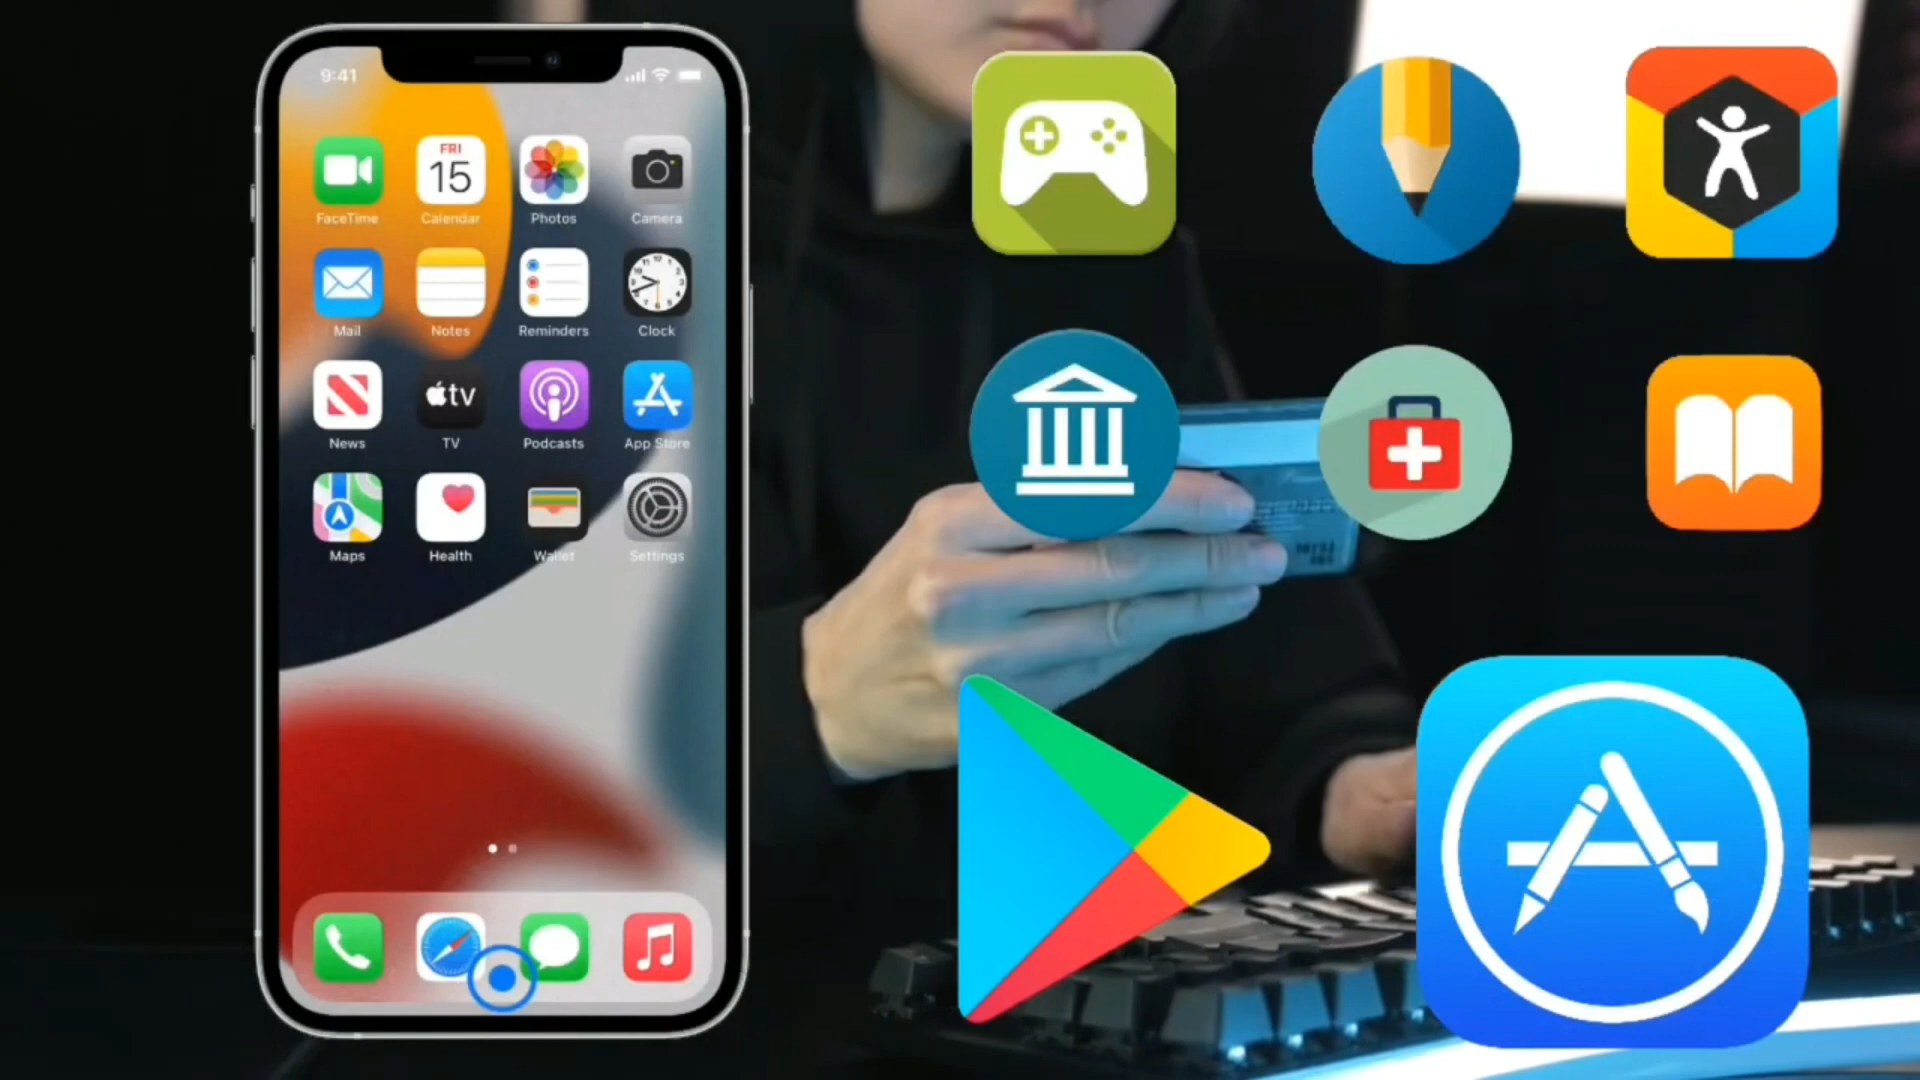 9:41
FRI
15
FaceTime
Calendar
Photos
Camera
Mail
Notes
Reminders
Clock
tv
News
TV
Podcasts
App Store
Maps
Health
Wallet
Settings